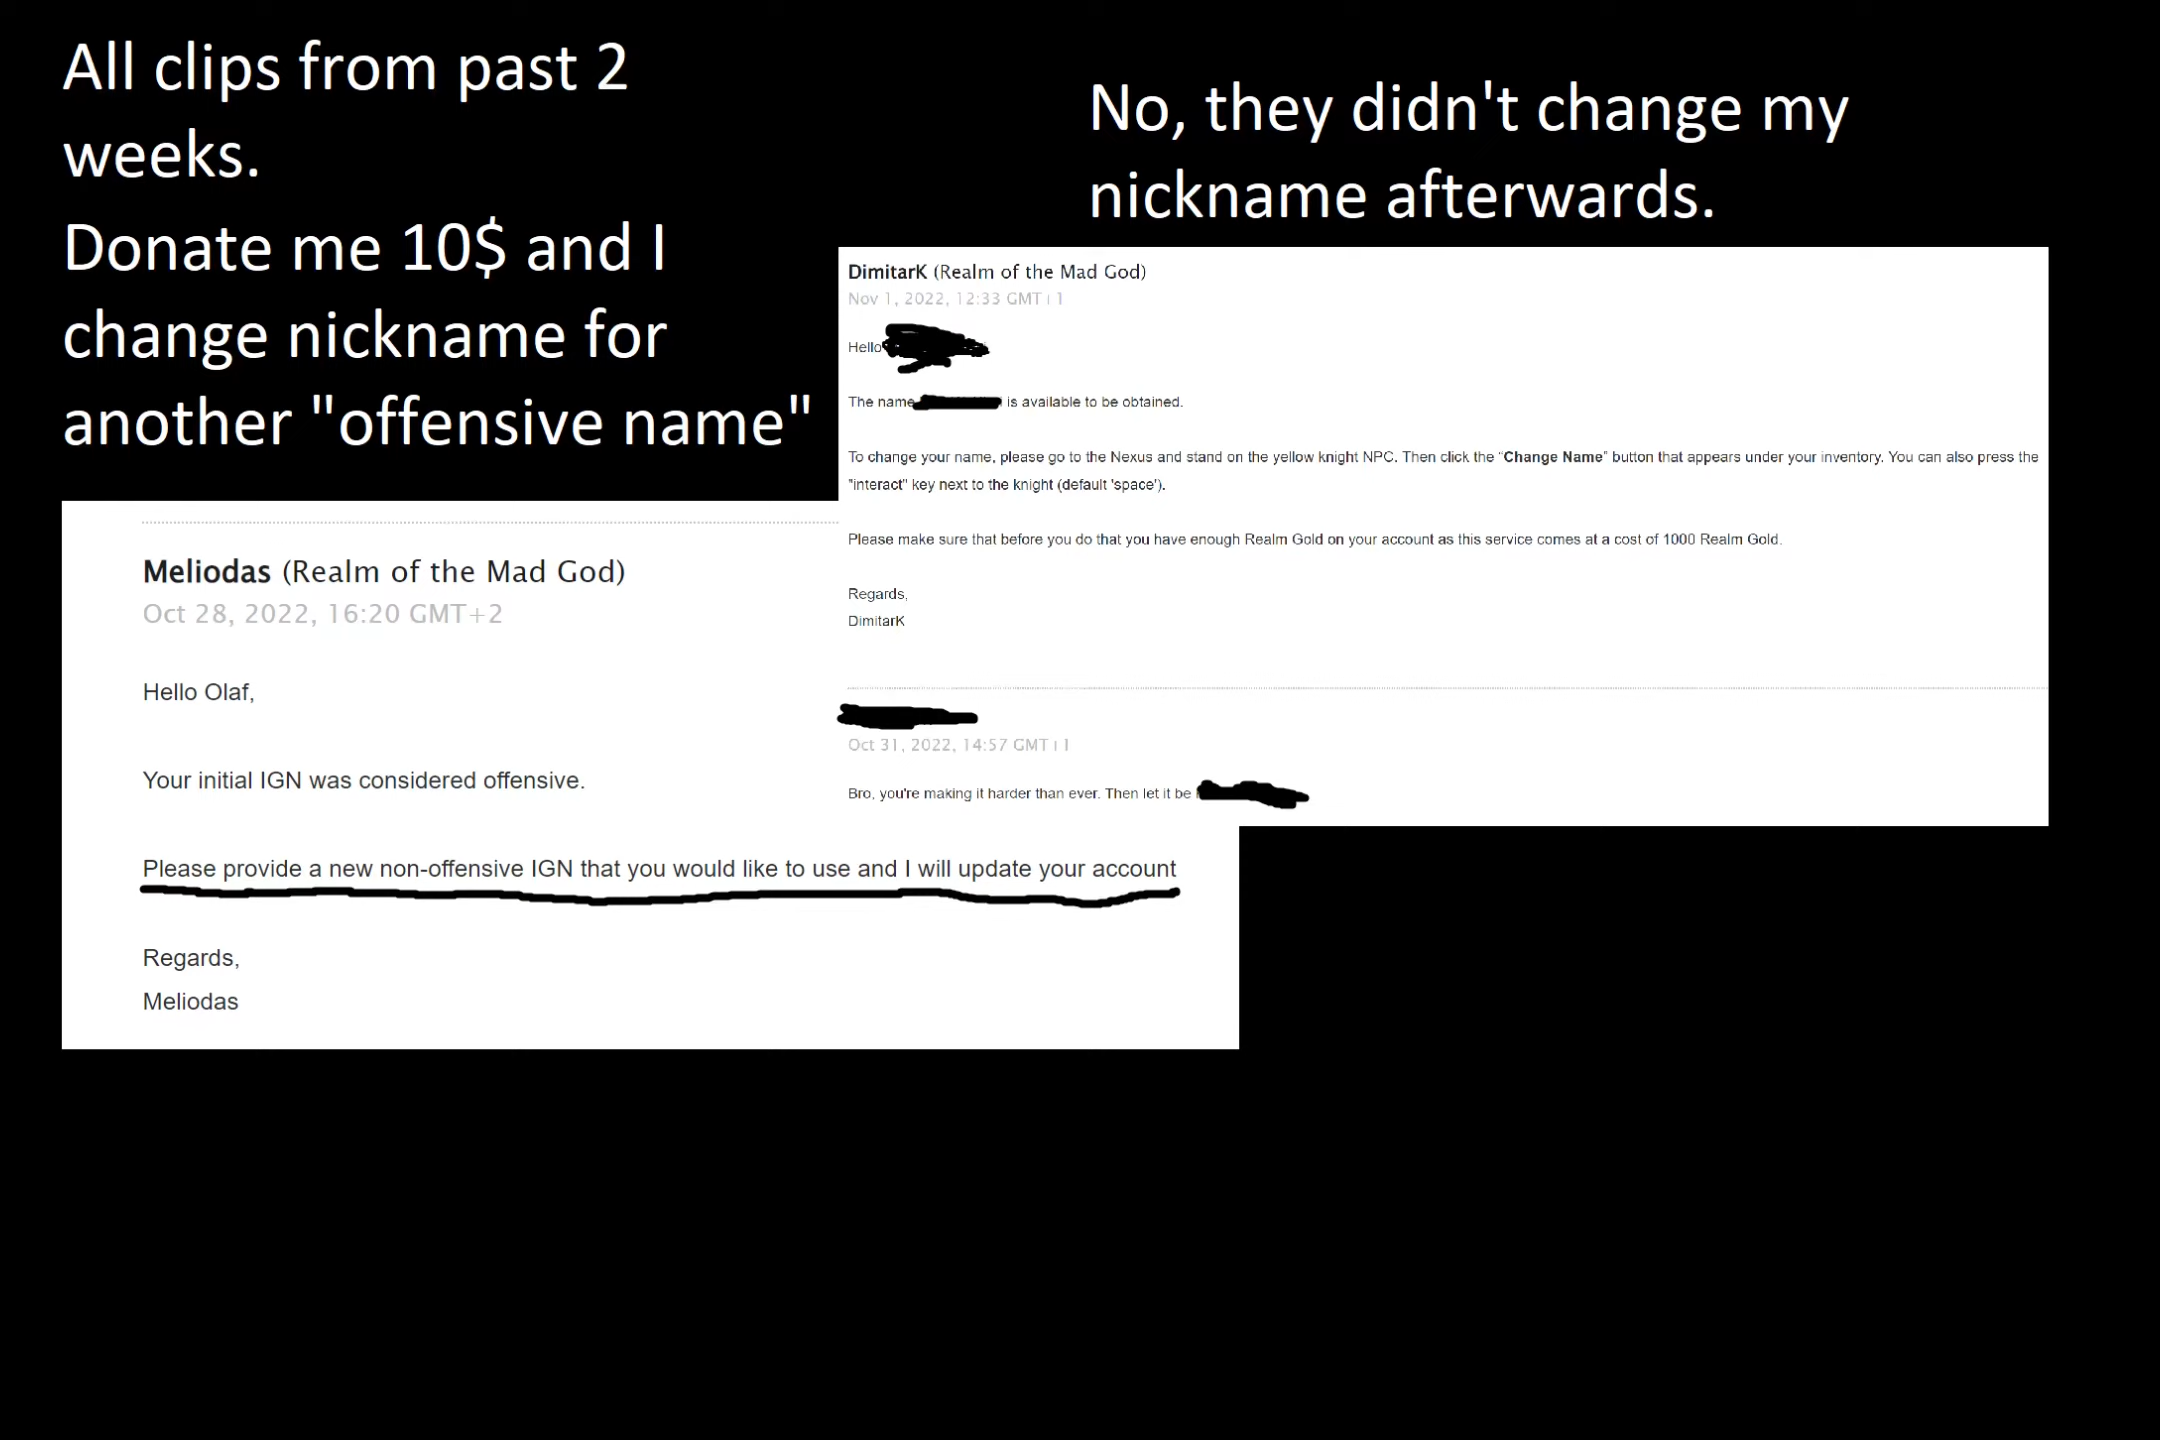 All clips from past 2
weeks.
Donate me 10$ and I
change nickname for
another "offensive name"
No, they didn't change my
nickname afterwards.
DimitarK (Realm of the Mad God)
Nov 1, 2022, 12:33 GMT+1
Hello
The name is available to be obtained.
To change your name, please go to the Nexus and stand on the yellow knight NPC. Then click the "Change Name" button that appears under your inventory. You can also press the
"interact" key next to the knight (default 'space').
Please make sure that before you do that you have enough Realm Gold on your account as this service comes at a cost of 1000 Realm Gold.
Regards,
DimitarK
Oct 31, 2022, 14:57 GMT+1
Bro, you're making it harder than ever. Then let it be
Meliodas (Realm of the Mad God)
Oct 28, 2022, 16:20 GMT+2
Hello Olaf,
Your initial IGN was considered offensive.
Please provide a new non-offensive IGN that you would like to use and I will update your account
Regards,
Meliodas